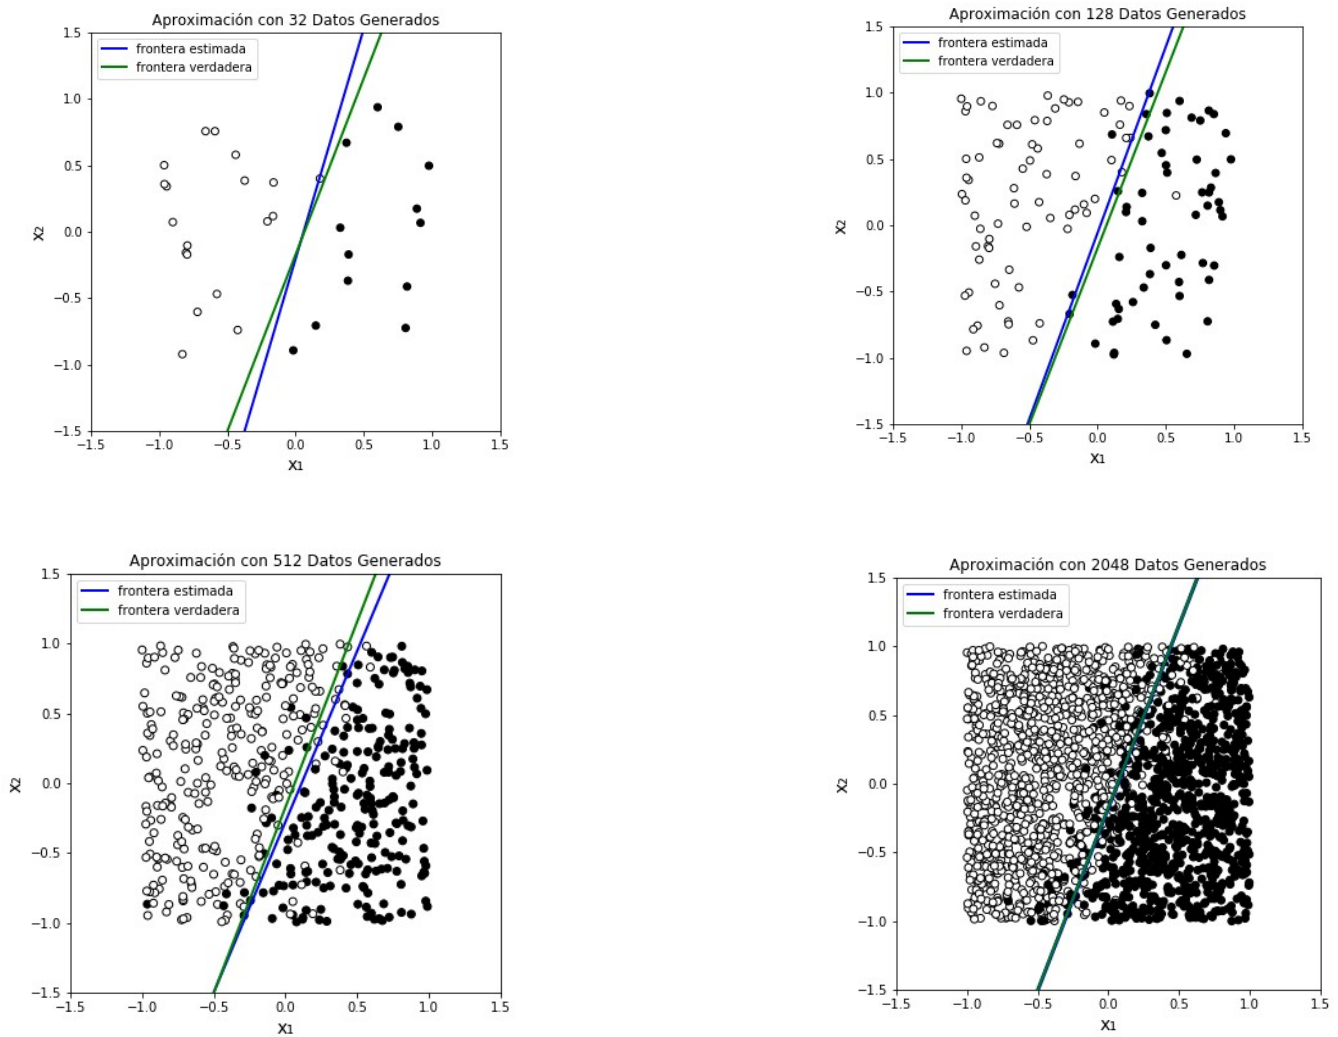 Aproximación con 32 Datos Generados
1.5
frontera estimada
frontera verdadera
1.0
0.5
X2
0.0
−0.5
−1.0
−1.5
−1.5 −1.0 −0.5 0.0 0.5 1.0 1.5
X1
Aproximación con 128 Datos Generados
1.5
frontera estimada
frontera verdadera
1.0
0.5
X2
0.0
−0.5
−1.0
−1.5
−1.5 −1.0 −0.5 0.0 0.5 1.0 1.5
X1
Aproximación con 512 Datos Generados
1.5
frontera estimada
frontera verdadera
1.0
0.5
X2
0.0
−0.5
−1.0
−1.5
−1.5 −1.0 −0.5 0.0 0.5 1.0 1.5
X1
Aproximación con 2048 Datos Generados
1.5
frontera estimada
frontera verdadera
1.0
0.5
X2
0.0
−0.5
−1.0
−1.5
−1.5 −1.0 −0.5 0.0 0.5 1.0 1.5
X1